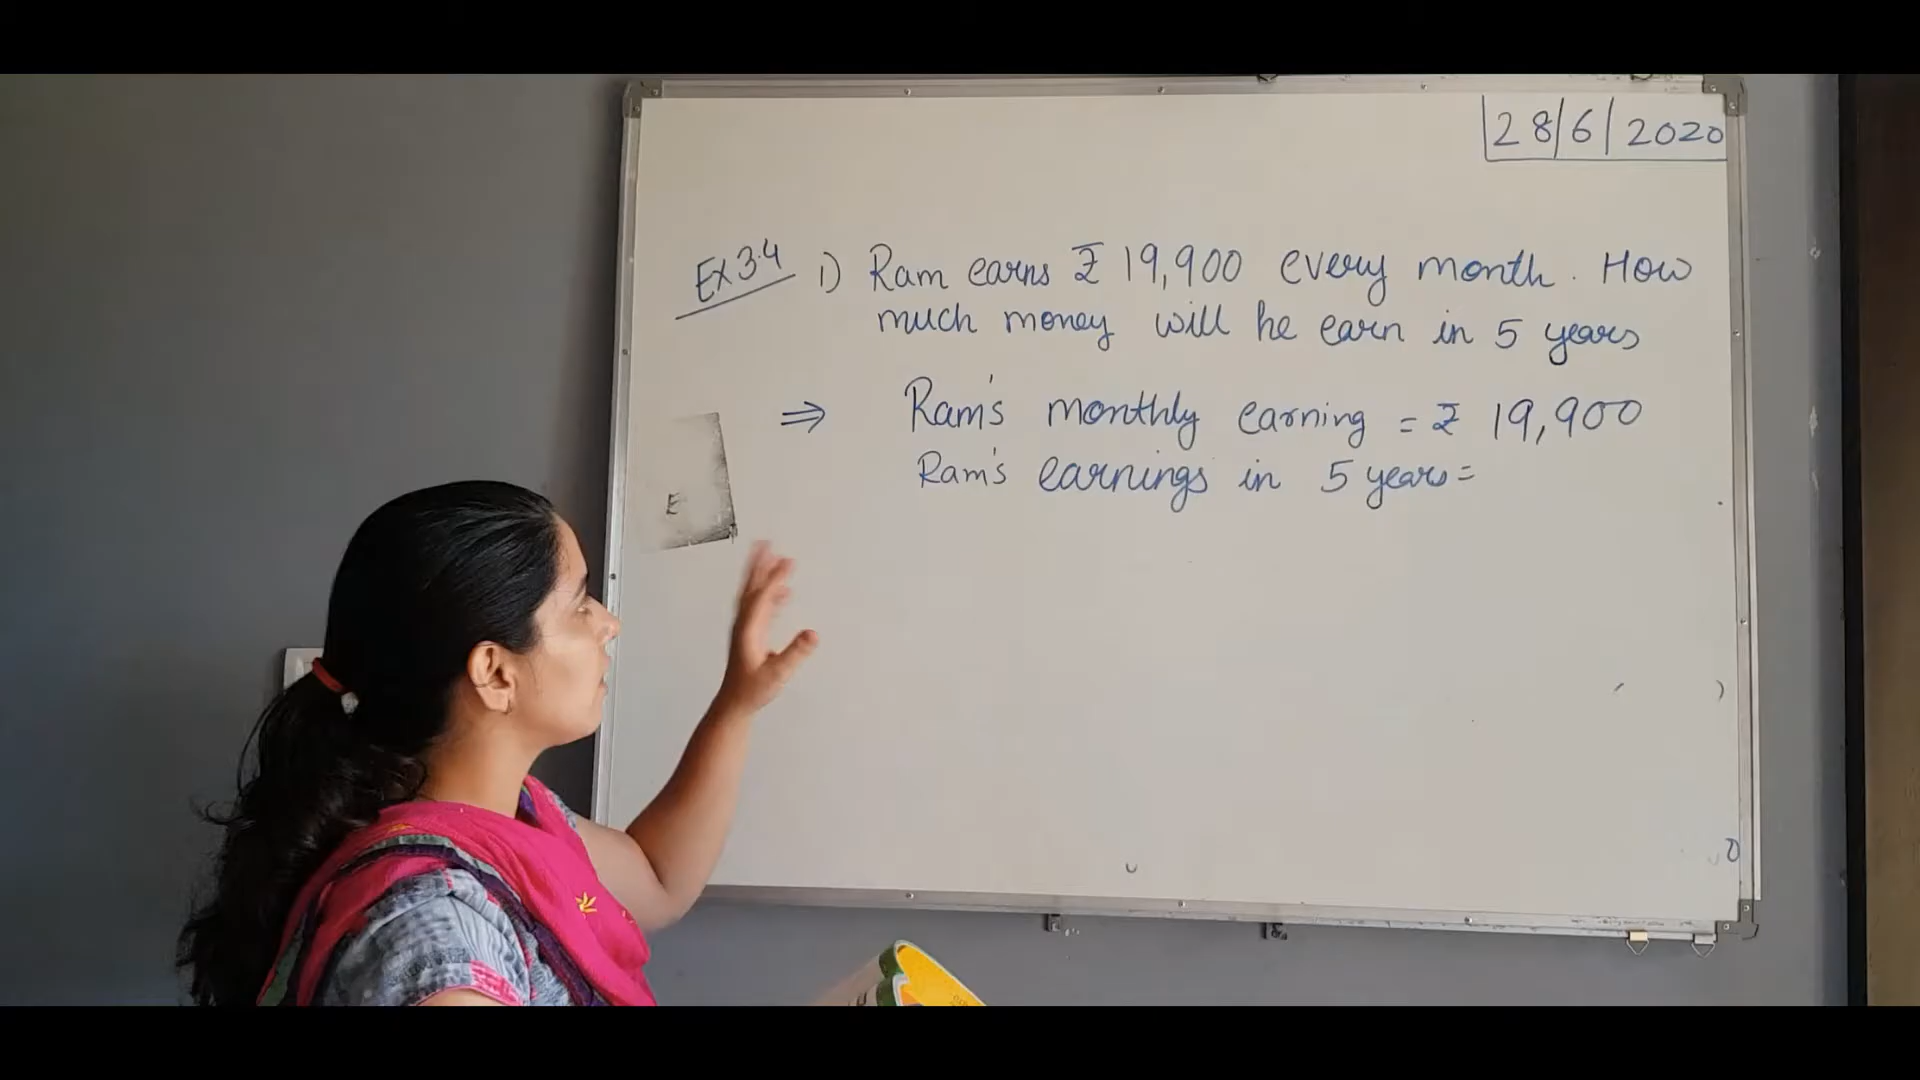 28/6/2020
Ex 3.4 1) Ram earns ₹ 19,900 every month. How
much money will he earn in 5 years
⇒ Ram's monthly earning = ₹ 19,900
Ram's earnings in 5 years =
E